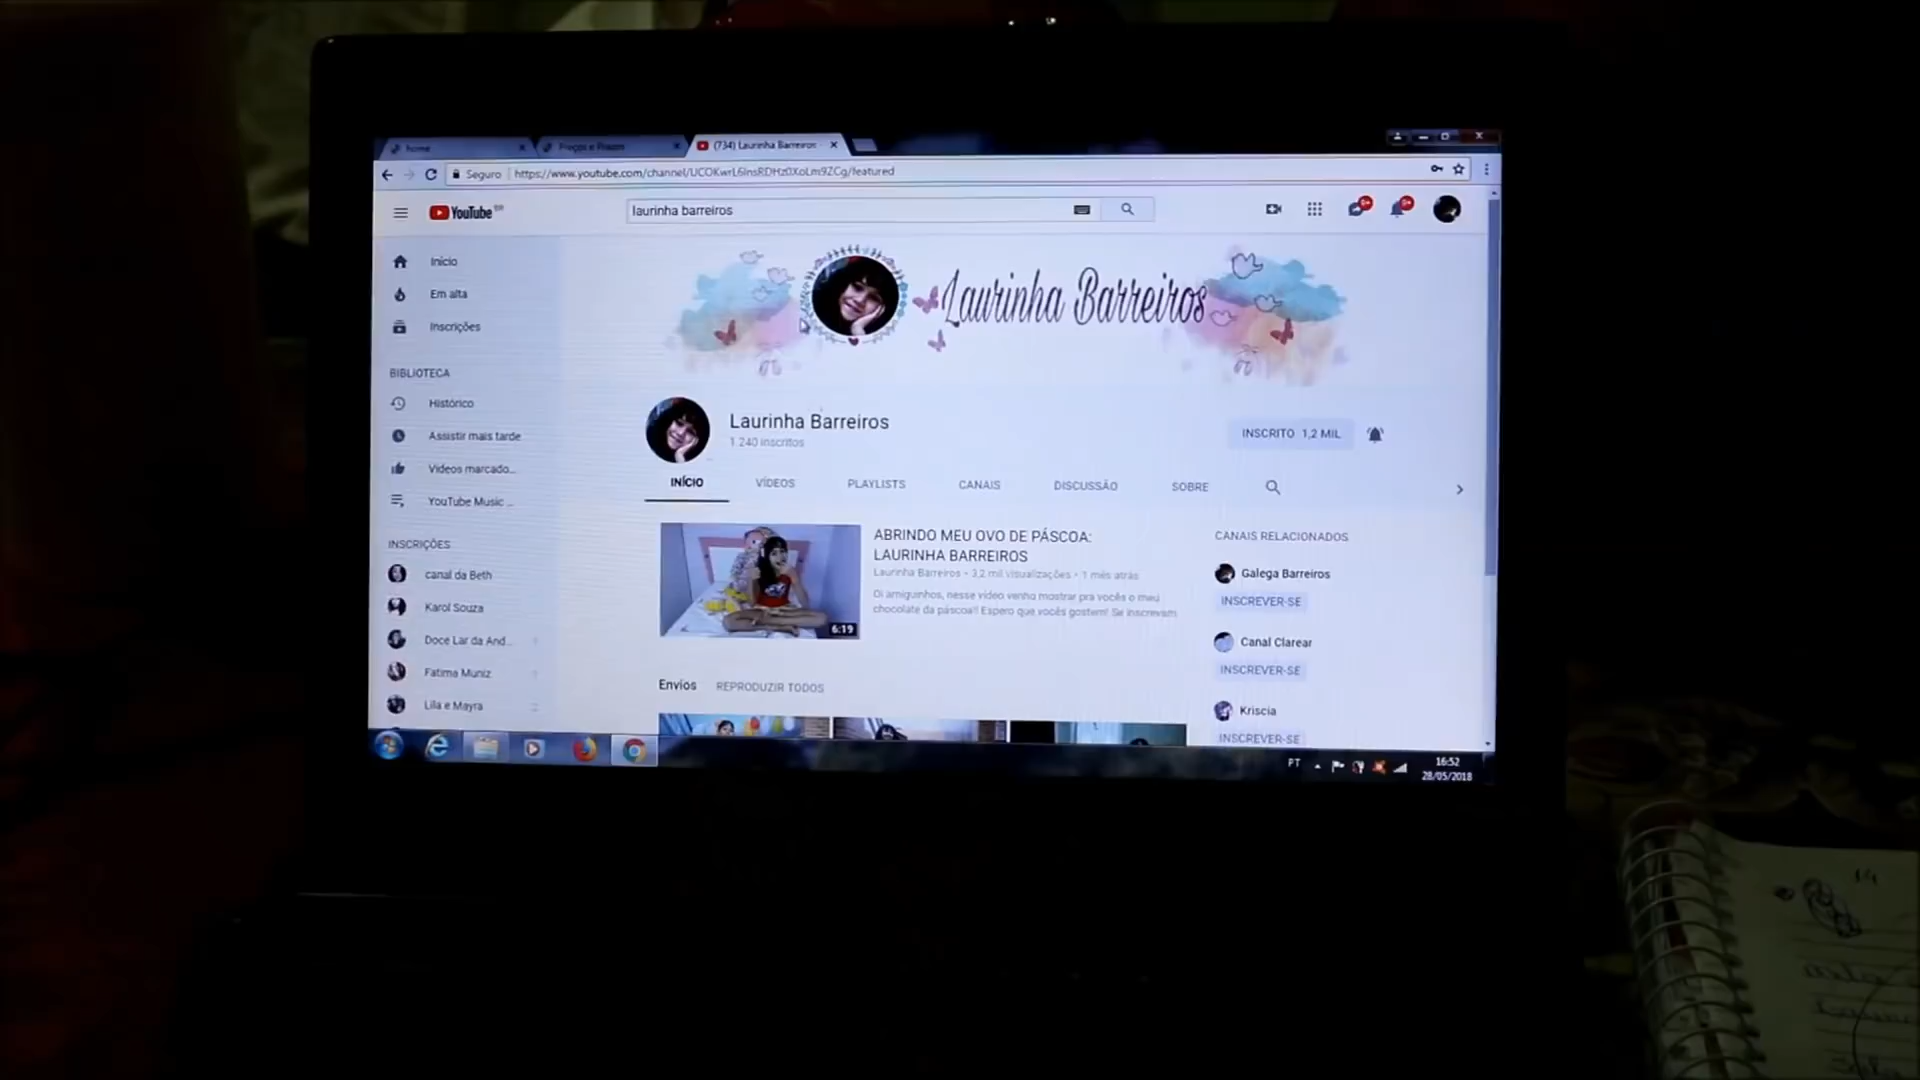 home
Preços e Prazos
(734) Laurinha Barreiros
Seguro
https://www.youtube.com/channel/UCOKwrL6InsRDHz0XoLm9ZCg/featured
YouTube BR
laurinha barreiros
9+
9+
Início
Em alta
Inscrições
BIBLIOTECA
Histórico
Assistir mais tarde
Vídeos marcado...
YouTube Music ...
INSCRIÇÕES
canal da Beth
Karol Souza
Doce Lar da And...
Fatima Muniz
Lila e Mayra
Laurinha Barreiros
Laurinha Barreiros
1.240 inscritos
INSCRITO 1,2 MIL
INÍCIO
VÍDEOS
PLAYLISTS
CANAIS
DISCUSSÃO
SOBRE
6:19
ABRINDO MEU OVO DE PÁSCOA:
LAURINHA BARREIROS
Laurinha Barreiros • 3,2 mil visualizações • 1 mês atrás
Oi amiguinhos, nesse vídeo venho mostrar pra vocês o meu
chocolate da páscoa!! Espero que vocês gostem! Se inscrevam
Envios
REPRODUZIR TODOS
CANAIS RELACIONADOS
Galega Barreiros
INSCREVER-SE
Canal Clarear
INSCREVER-SE
Kriscia
INSCREVER-SE
PT
16:52
28/05/2018